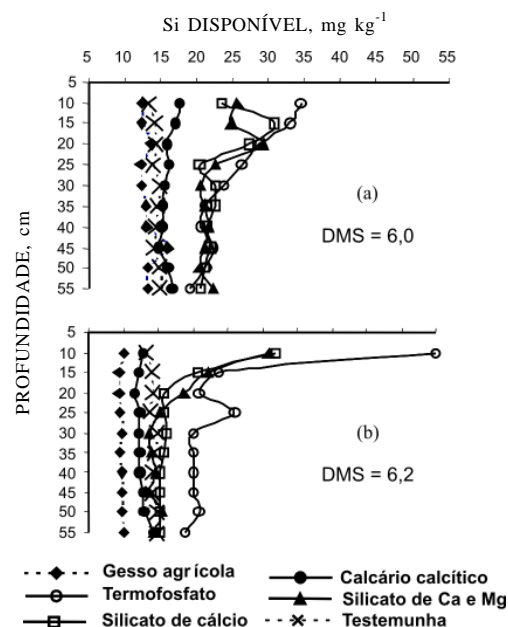 Si DISPONÍVEL, mg kg-1
5 10 15 20 25 30 35 40 45 50 55
PROFUNDIDADE, cm
5
10
15
20
25
30
35
40
45
50
55
(a)
DMS = 6,0
5
10
15
20
25
30
35
40
45
50
55
(b)
DMS = 6,2
Gesso agrícola
Calcário calcítico
Termofosfato
Silicato de Ca e Mg
Silicato de cálcio
Testemunha